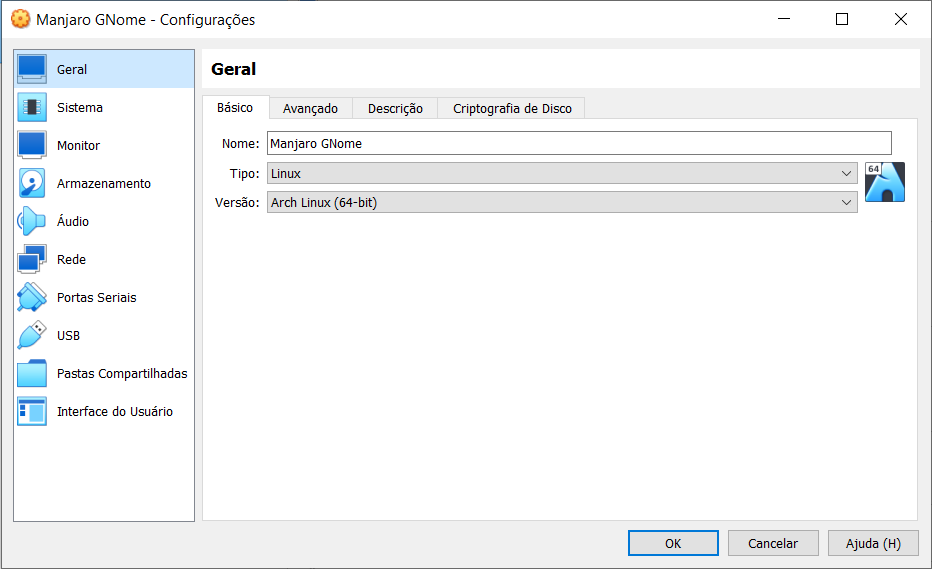 Manjaro GNome - Configurações
Geral
Sistema
Monitor
Armazenamento
Áudio
Rede
Portas Seriais
USB
Pastas Compartilhadas
Interface do Usuário
Geral
Básico Avançado Descrição Criptografia de Disco
Nome: Manjaro GNome
Tipo: Linux
64
Versão: Arch Linux (64-bit)
OK Cancelar Ajuda (H)